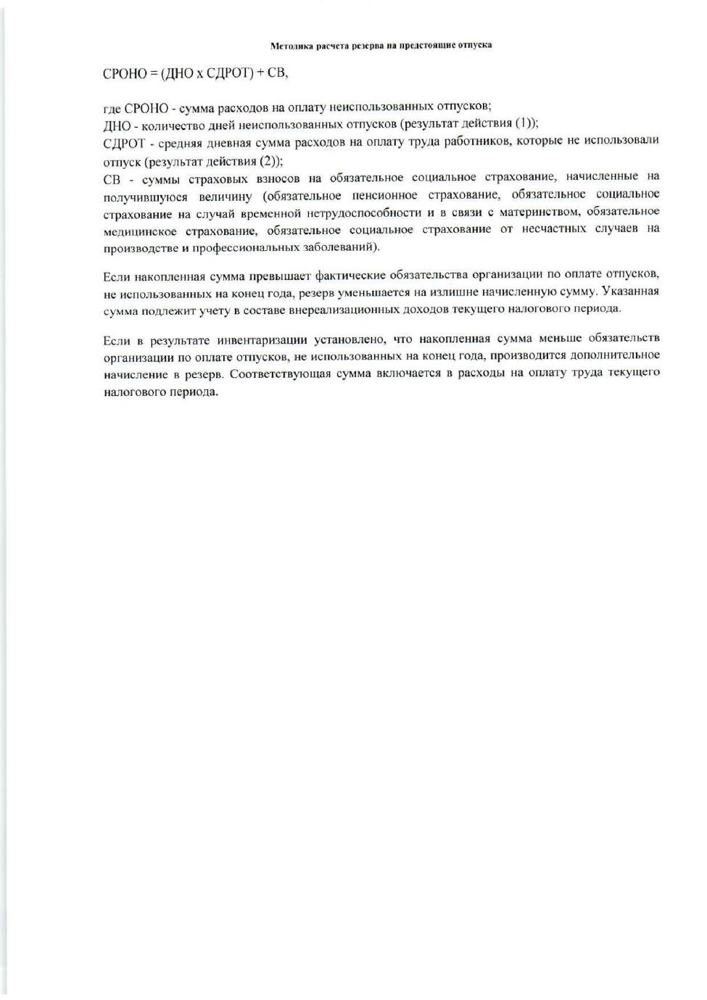 Методика расчета резерва на предстоящие отпуска
СРОНО = (ДНО х СДРОТ) + СВ,
где СРОНО - сумма расходов на оплату неиспользованных отпусков;
ДНО - количество дней неиспользованных отпусков (результат действия (1));
СДРОТ - средняя дневная сумма расходов на оплату труда работников, которые не использовали
отпуск (результат действия (2));
СВ - суммы страховых взносов на обязательное социальное страхование, начисленные на
получившуюся величину (обязательное пенсионное страхование, обязательное социальное
страхование на случай временной нетрудоспособности и в связи с материнством, обязательное
медицинское страхование, обязательное социальное страхование от несчастных случаев на
производстве и профессиональных заболеваний).
Если накопленная сумма превышает фактические обязательства организации по оплате отпусков,
не использованных на конец года, резерв уменьшается на излишне начисленную сумму. Указанная
сумма подлежит учету в составе внереализационных доходов текущего налогового периода.
Если в результате инвентаризации установлено, что накопленная сумма меньше обязательств
организации по оплате отпусков, не использованных на конец года, производится дополнительное
начисление в резерв. Соответствующая сумма включается в расходы на оплату труда текущего
налогового периода.